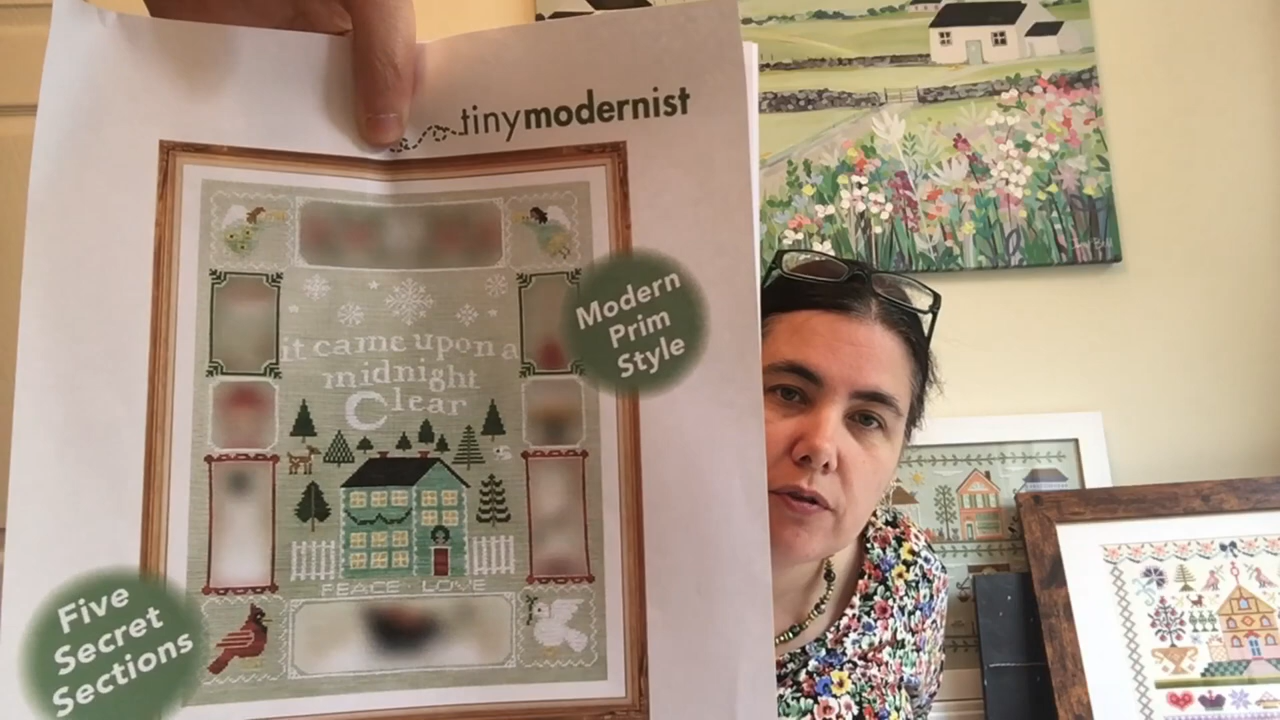 tinymodernist
Modern
Prim
Style
it came upon a
midnight
Clear
PEACE LOVE
Five
Secret
Sections